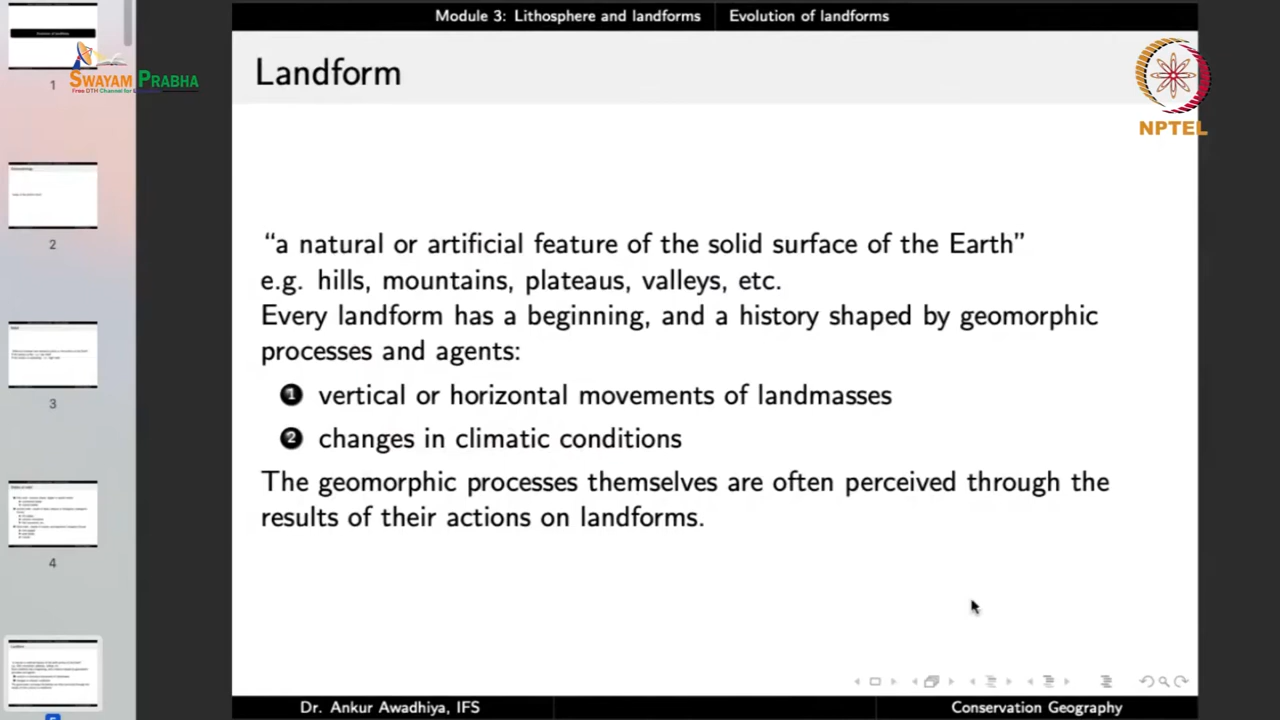 Module 3: Lithosphere and landforms
Evolution of landforms
Landform
SWAYAM PRABHA
NPTEL
1
2
3
4
5
“a natural or artificial feature of the solid surface of the Earth”
e.g. hills, mountains, plateaus, valleys, etc.
Every landform has a beginning, and a history shaped by geomorphic
processes and agents:
1 vertical or horizontal movements of landmasses
2 changes in climatic conditions
The geomorphic processes themselves are often perceived through the
results of their actions on landforms.
Dr. Ankur Awadhiya, IFS
Conservation Geography